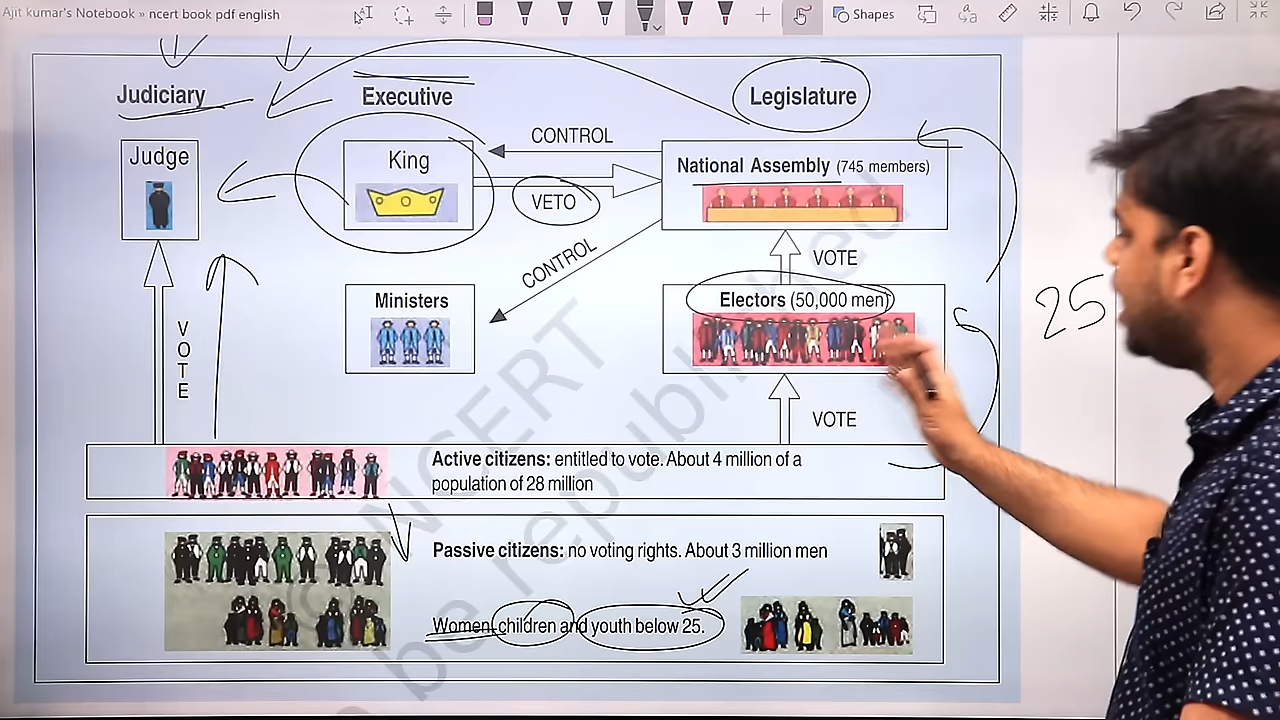 Ajit kumar's Notebook » ncert book pdf english
Shapes
Judiciary
Executive
Legislature
Judge
King
CONTROL
VETO
National Assembly (745 members)
CONTROL
VOTE
Ministers
Electors (50,000 men)
25
VOTE
VOTE
Active citizens: entitled to vote. About 4 million of a
population of 28 million
Passive citizens: no voting rights. About 3 million men
Women, children and youth below 25.
© NCERT
be republished